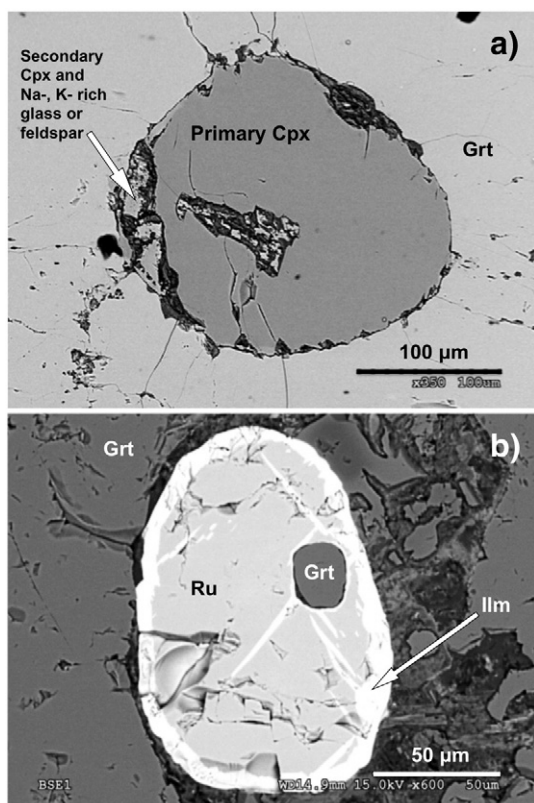 a)
Secondary
Cpx and
Na-, K- rich
glass or
feldspar
Primary Cpx
Grt
100 µm
x350 100um
Grt
b)
Grt
Ru
Ilm
50 µm
BSE1
WD14.9mm 15.0kV x600 50um